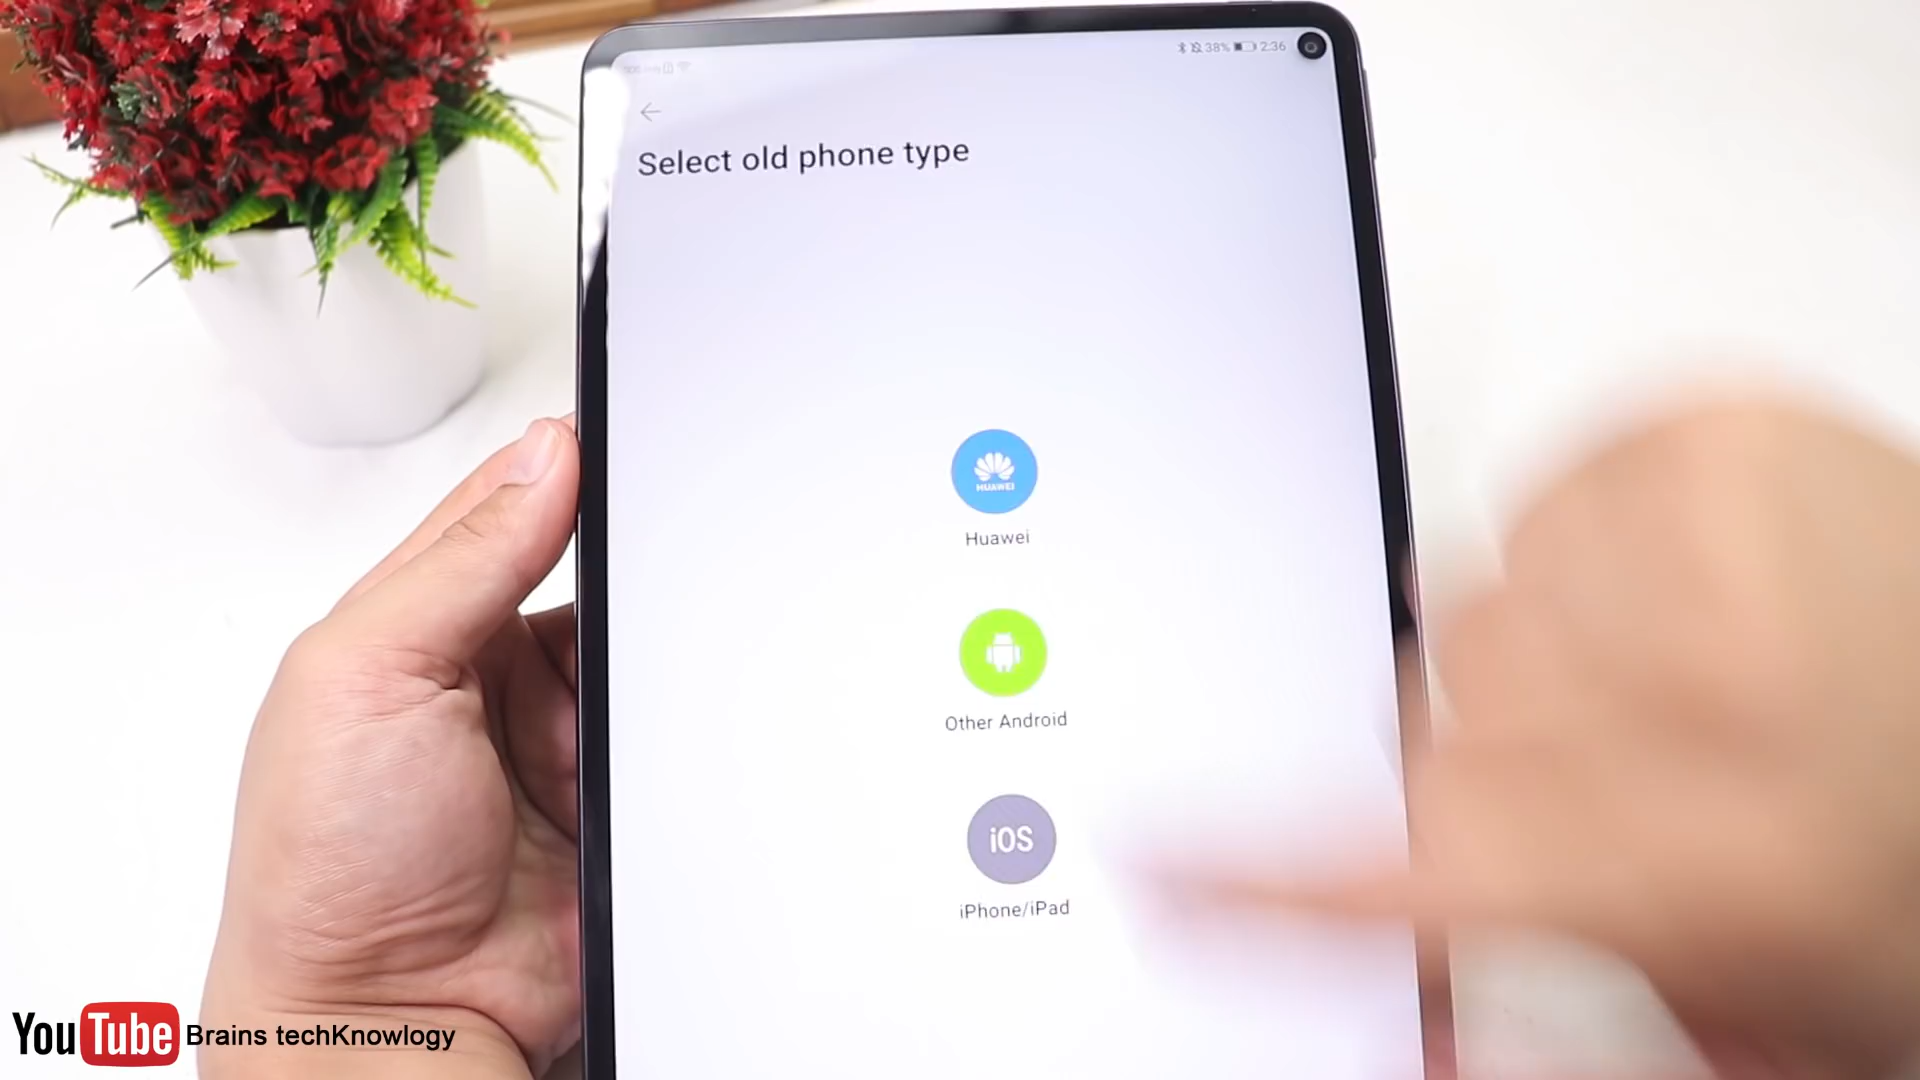 38% 2:36
Select old phone type
HUAWEI
Huawei
Other Android
iOS
iPhone/iPad
YouTube Brains techKnowlogy